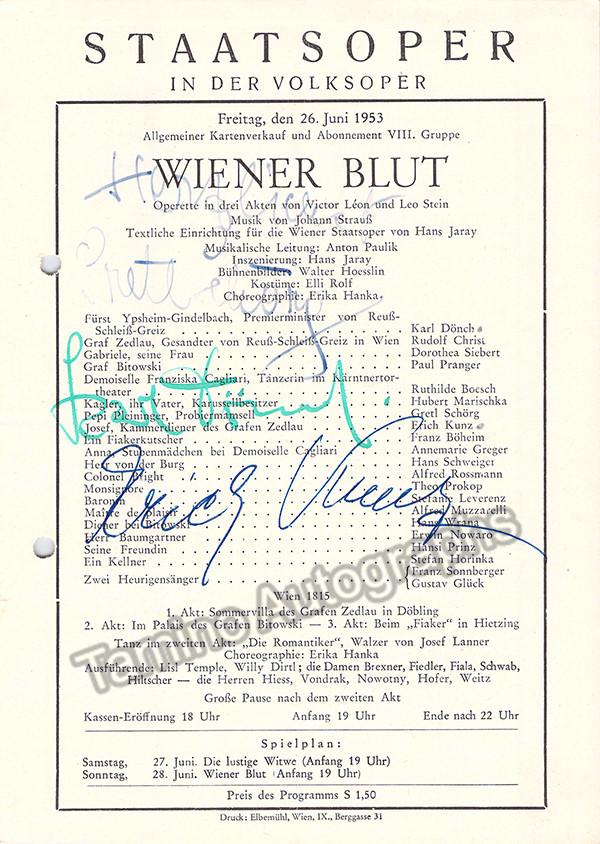 STAATSOPER
IN DER VOLKSOPER
Freitag, den 26. Juni 1953
Allgemeiner Kartenverkauf und Abonnement VIII. Gruppe
WIENER BLUT
Operette in drei Akten von Victor Léon und Leo Stein
Musik von Johann Strauß
Textliche Einrichtung für die Wiener Staatsoper von Hans Jaray
Musikalische Leitung: Anton Paulik
Inszenierung: Hans Jaray
Bühnenbilder: Walter Hoesslin
Kostüme: Elli Rolf
Choreographie: Erika Hanka
Fürst Ypsheim-Gindelbach, Premierminister von Reuß-
Schleiß-Greiz . . . Karl Dönch
Graf Zedlau, Gesandter von Reuß-Schleiß-Greiz in Wien Rudolf Christ
Gabriele, seine Frau . . . Dorothea Siebert
Graf Bitowski . . . Paul Pranger
Demoiselle Franziska Cagliari, Tänzerin im Kärntnertor-
theater . . . Ruthilde Boesch
Kagler, ihr Vater, Karussellbesitzer . . . Hubert Marischka
Pepi Pleininger, Probiermamsell . . . Gretl Schörg
Josef, Kammerdiener des Grafen Zedlau . . . Erich Kunz
Ein Fiakerkutscher . . . Franz Böheim
Anna, Stubenmädchen bei Demoiselle Cagliari . . . Annemarie Greger
Herr von der Burg . . . Hans Schweiger
Colonel Wright . . . Alfred Rossmann
Monsignore . . . Theo Prokop
Baronin . . . Stefanie Leverenz
Maître de plaisir . . . Alfred Muzzarelli
Diener bei Bitowski . . . Hans Wrana
Herr Baumgartner . . . Erwin Nowaro
Seine Freundin . . . Hansi Prinz
Ein Kellner . . . Stefan Horinka
Zwei Heurigensänger . . . {Franz Sonnberger
{Gustav Glück
Wien 1815
1. Akt: Sommervilla des Grafen Zedlau in Döbling
2. Akt: Im Palais des Grafen Bitowski — 3. Akt: Beim „Fiaker“ in Hietzing
Tanz im zweiten Akt: „Die Romantiker“, Walzer von Josef Lanner
Choreographie: Erika Hanka
Ausführende: Lisl Temple, Willy Dirtl; die Damen Brexner, Fiedler, Fiala, Schwab,
Hiltscher — die Herren Hiess, Vondrak, Nowotny, Hofer, Weitz
Große Pause nach dem zweiten Akt
Kassen-Eröffnung 18 Uhr Anfang 19 Uhr Ende nach 22 Uhr
Spielplan:
Samstag, 27. Juni. Die lustige Witwe (Anfang 19 Uhr)
Sonntag, 28. Juni. Wiener Blut (Anfang 19 Uhr)
Preis des Programms S 1,50
Druck: Elbemühl, Wien, IX., Berggasse 31
Erich Kunz
Tamino Autographs